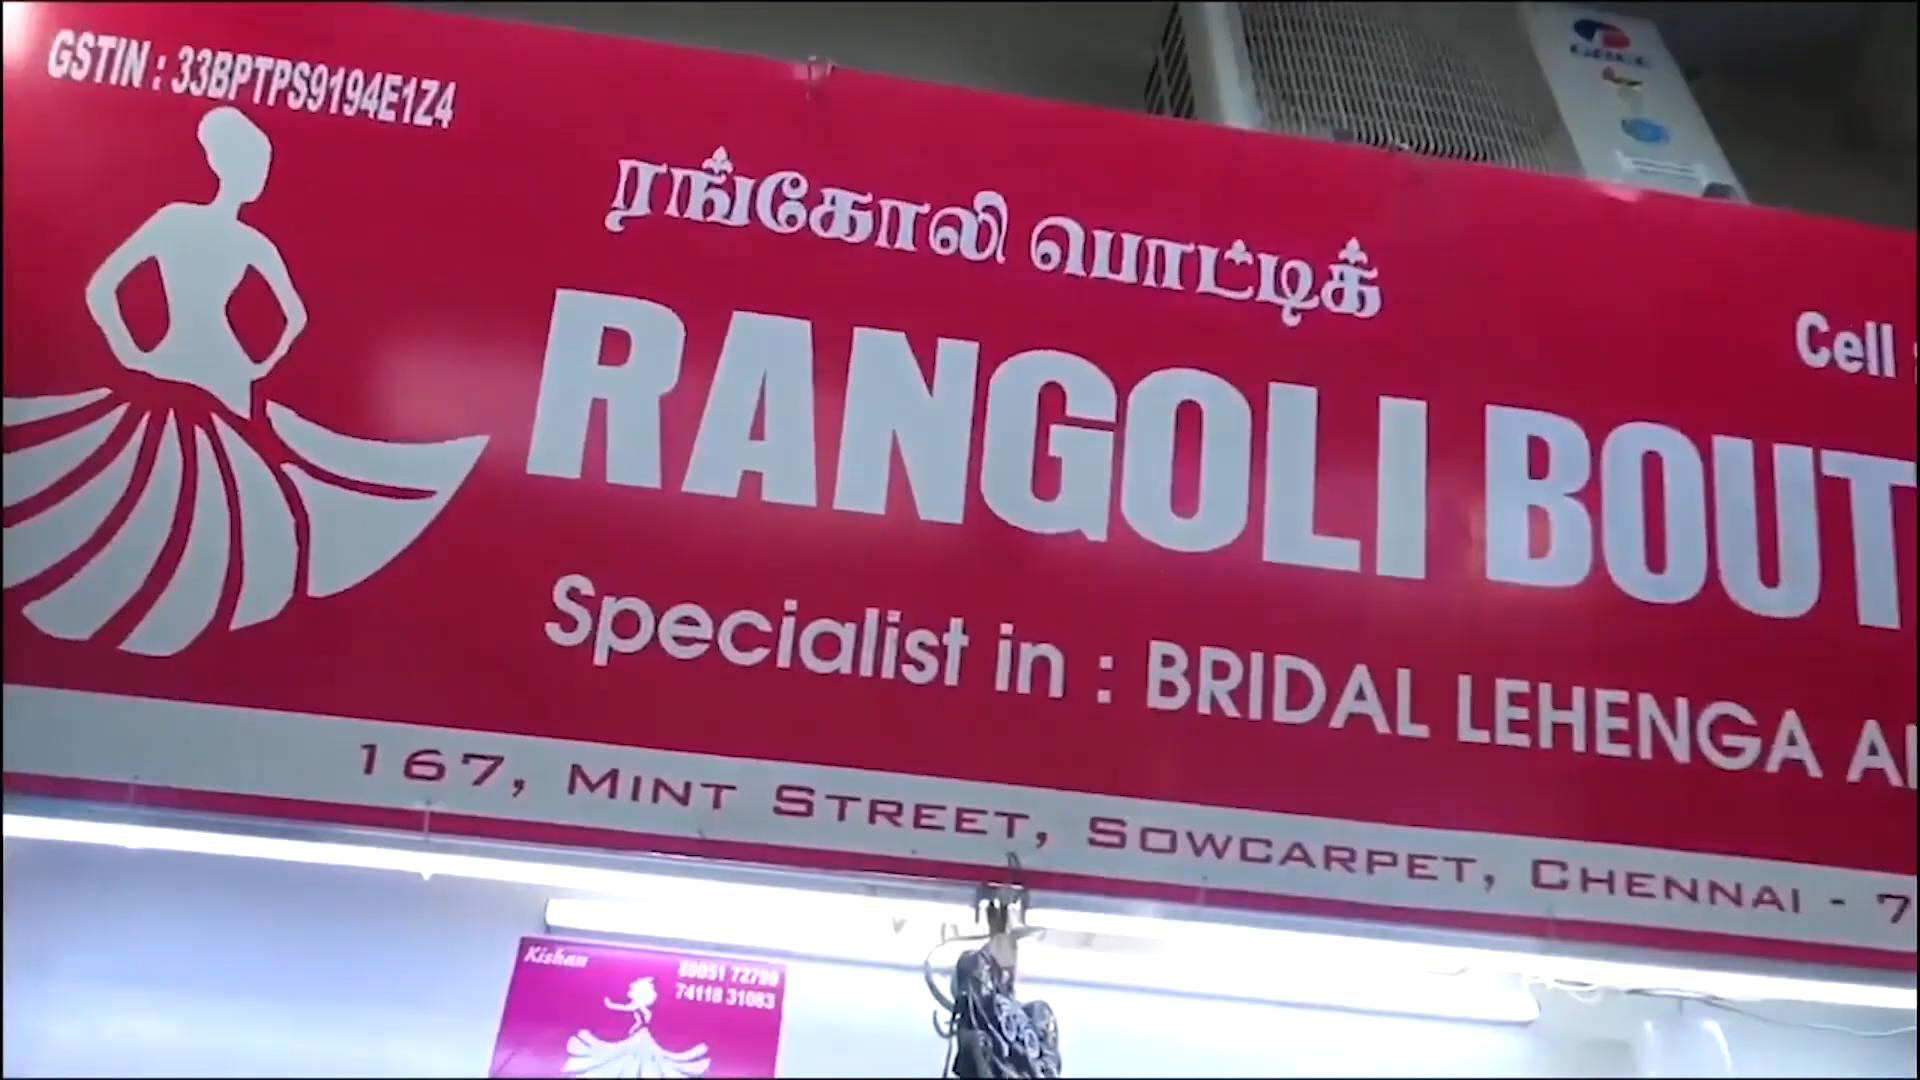 GSTIN : 33BPTPS9194E1Z4
ரங்கோலி பொட்டிக்
Cell :
RANGOLI BOUT
Specialist in : BRIDAL LEHENGA
167, MINT STREET, SOWCARPET, CHENNAI - 7
Kishan
74118 31083